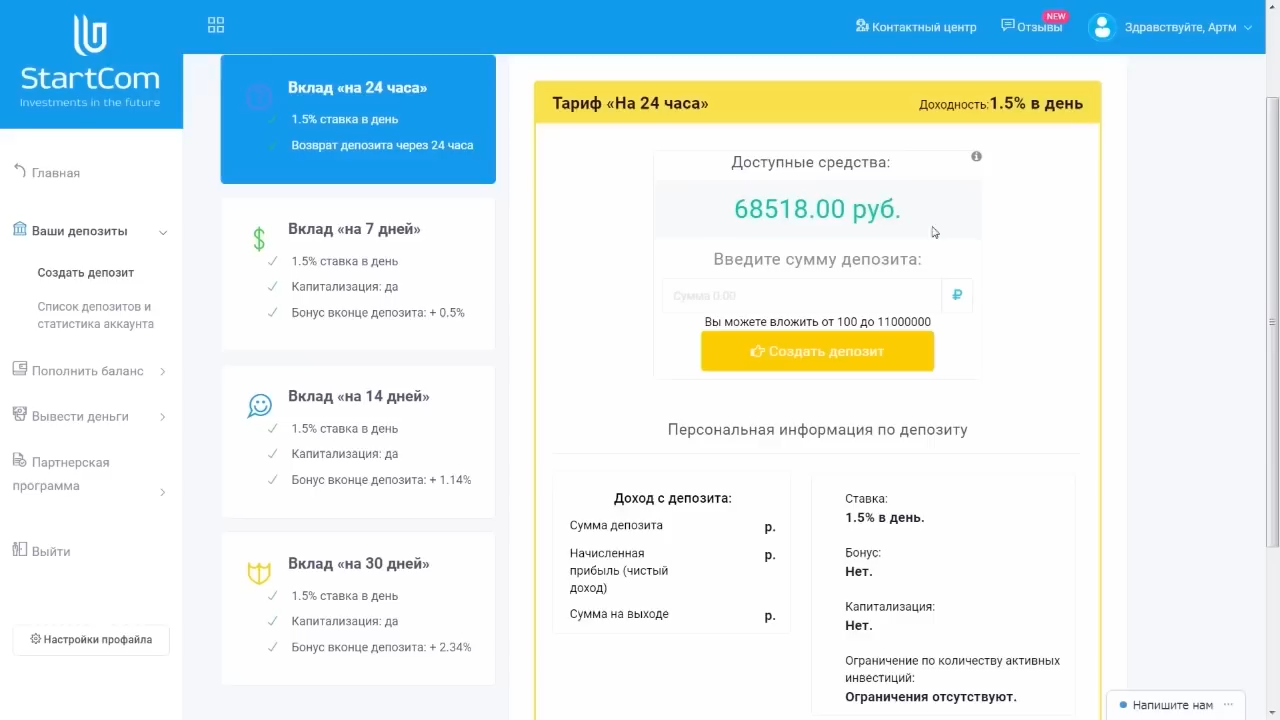 StartCom
Investments in the future
Контактный центр
Отзывы
NEW
Здравствуйте, Артм
Главная
Ваши депозиты
Создать депозит
Список депозитов и
статистика аккаунта
Пополнить баланс
Вывести деньги
Партнерская
программа
Выйти
Настройки профиля
Вклад «на 24 часа»
1.5% ставка в день
Возврат депозита через 24 часа
Вклад «на 7 дней»
1.5% ставка в день
Капитализация: да
Бонус вконце депозита: + 0.5%
Вклад «на 14 дней»
1.5% ставка в день
Капитализация: да
Бонус вконце депозита: + 1.14%
Вклад «на 30 дней»
1.5% ставка в день
Капитализация: да
Бонус вконце депозита: + 2.34%
Тариф «На 24 часа»
Доходность:1.5% в день
Доступные средства:
68518.00 руб.
Введите сумму депозита:
Сумма 0.00
₽
Вы можете вложить от 100 до 11000000
Создать депозит
Персональная информация по депозиту
Доход с депозита:
Сумма депозита р.
Начисленная р.
прибыль (чистый
доход)
Сумма на выходе р.
Ставка:
1.5% в день.
Бонус:
Нет.
Капитализация:
Нет.
Ограничение по количеству активных
инвестиций:
Ограничения отсутствуют.
Напишите нам